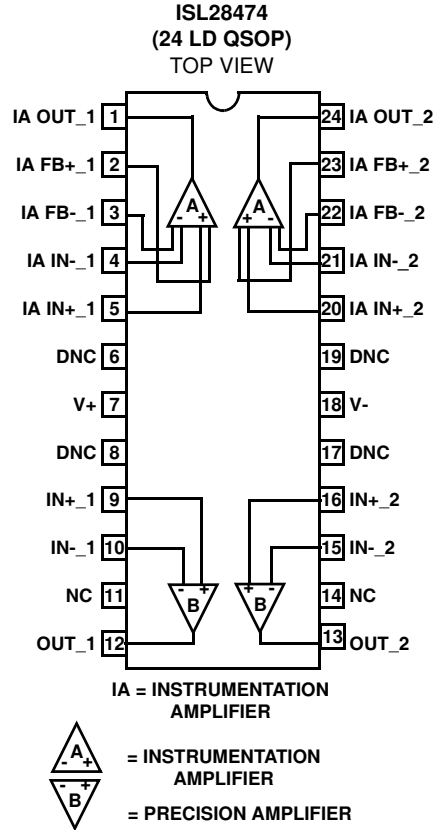 ISL28474
(24 LD QSOP)
TOP VIEW
IA OUT_1 1
24 IA OUT_2
IA FB+_1 2
23 IA FB+_2
IA FB-_1 3
22 IA FB-_2
IA IN-_1 4
21 IA IN-_2
IA IN+_1 5
20 IA IN+_2
A
- +
A
+ -
DNC 6
19 DNC
V+ 7
18 V-
DNC 8
17 DNC
IN+_1 9
16 IN+_2
IN-_1 10
15 IN-_2
NC 11
14 NC
OUT_1 12
13 OUT_2
- +
B
+ -
B
IA = INSTRUMENTATION
AMPLIFIER
A
- +
= INSTRUMENTATION
AMPLIFIER
- +
B
= PRECISION AMPLIFIER